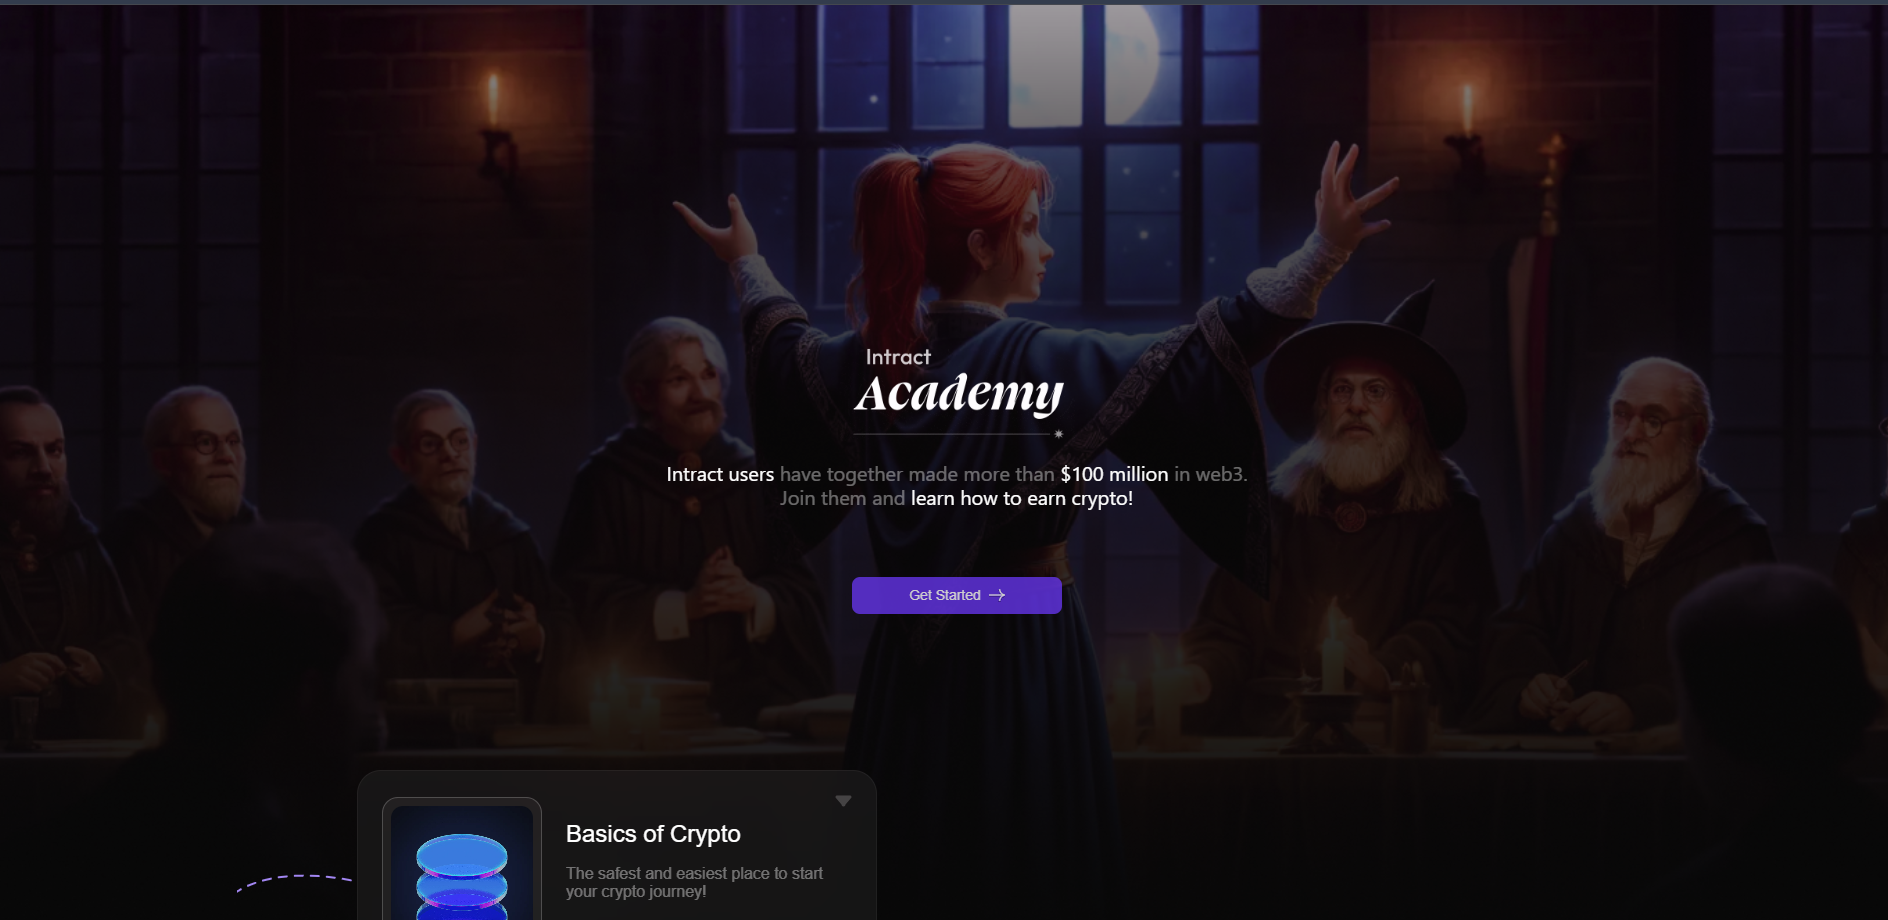 Intract
Academy
Intract users have together made more than $100 million in web3.
Join them and learn how to earn crypto!
Get Started →
Basics of Crypto
The safest and easiest place to start
your crypto journey!